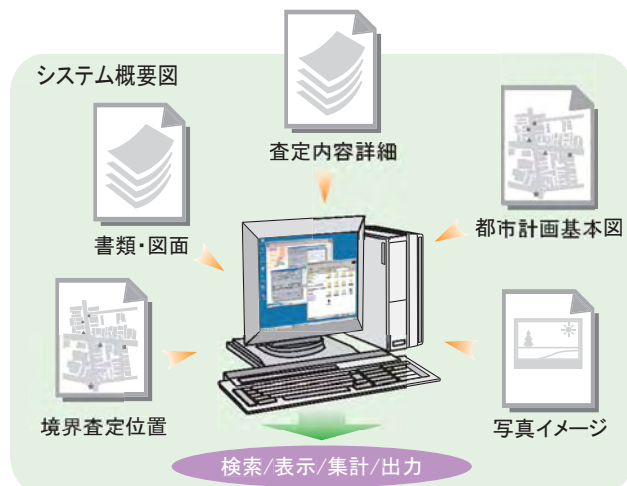 システム概要図
査定内容詳細
書類・図面
都市計画基本図
境界査定位置
写真イメージ
検索/表示/集計/出力